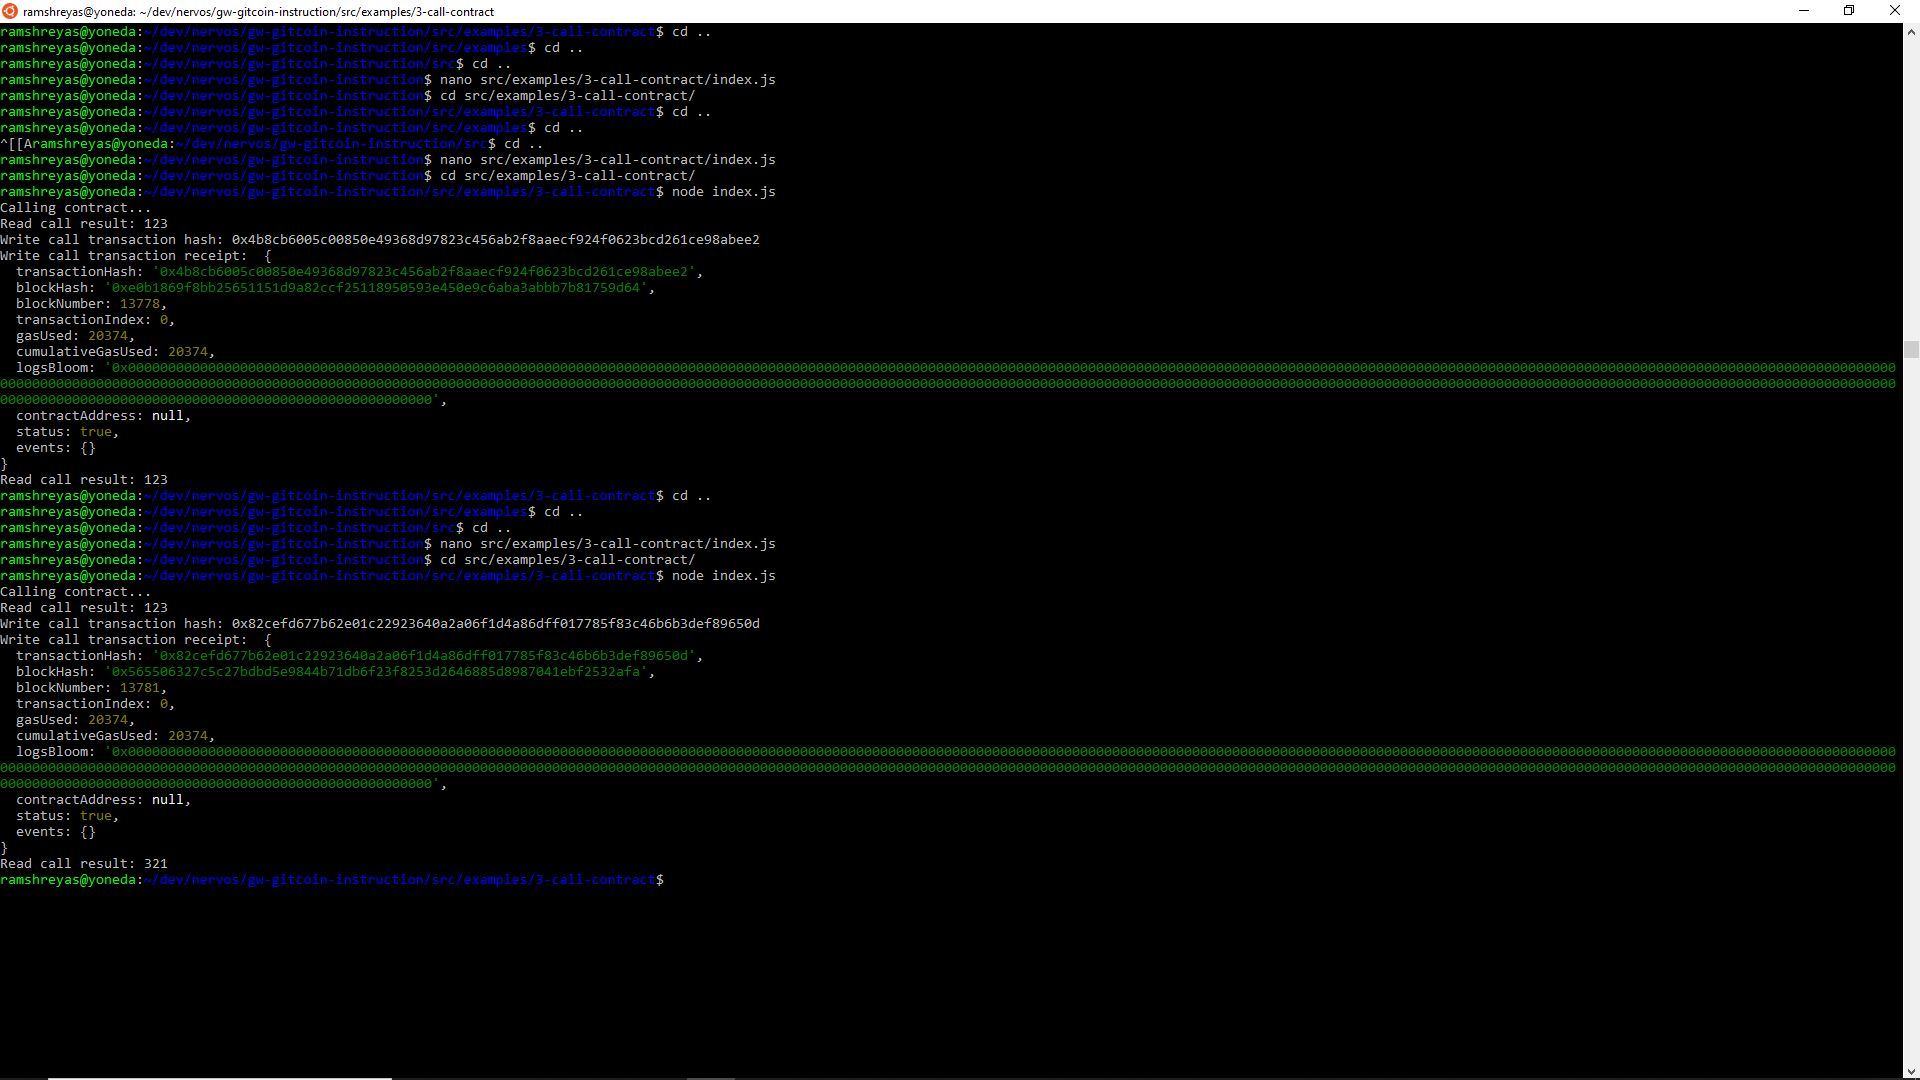 ramshreyas@yoneda: ~/dev/nervos/gw-gitcoin-instruction/src/examples/3-call-contract
ramshreyas@yoneda:~/dev/nervos/gw-gitcoin-instruction/src/examples/3-call-contract$ cd ..
ramshreyas@yoneda:~/dev/nervos/gw-gitcoin-instruction/src/examples$ cd ..
ramshreyas@yoneda:~/dev/nervos/gw-gitcoin-instruction/src$ cd ..
ramshreyas@yoneda:~/dev/nervos/gw-gitcoin-instruction$ nano src/examples/3-call-contract/index.js
ramshreyas@yoneda:~/dev/nervos/gw-gitcoin-instruction$ cd src/examples/3-call-contract/
ramshreyas@yoneda:~/dev/nervos/gw-gitcoin-instruction/src/examples/3-call-contract$ cd ..
ramshreyas@yoneda:~/dev/nervos/gw-gitcoin-instruction/src/examples$ cd ..
^[[Aramshreyas@yoneda:~/dev/nervos/gw-gitcoin-instruction/src$ cd ..
ramshreyas@yoneda:~/dev/nervos/gw-gitcoin-instruction$ nano src/examples/3-call-contract/index.js
ramshreyas@yoneda:~/dev/nervos/gw-gitcoin-instruction$ cd src/examples/3-call-contract/
ramshreyas@yoneda:~/dev/nervos/gw-gitcoin-instruction/src/examples/3-call-contract$ node index.js
Calling contract...
Read call result: 123
Write call transaction hash: 0x4b8cb6005c00850e49368d97823c456ab2f8aaecf924f0623bcd261ce98abee2
Write call transaction receipt:  {
  transactionHash: '0x4b8cb6005c00850e49368d97823c456ab2f8aaecf924f0623bcd261ce98abee2',
  blockHash: '0xe0b1869f8bb25651151d9a82ccf25118950593e450e9c6aba3abbb7b81759d64',
  blockNumber: 13778,
  transactionIndex: 0,
  gasUsed: 20374,
  cumulativeGasUsed: 20374,
  logsBloom: '0x00000000000000000000000000000000000000000000000000000000000000000000000000000000000000000000000000000000000000000000000000000000000000000000000000000000000000000000000000000000000000000000000000000000000000000000000000000000000
000000000000000000000000000000000000000000000000000000000000000000000000000000000000000000000000000000000000000000000000000000000000000000000000000000000000000000000000000000000000000000000000000000000000000000000000000000000000000000000000000
000000000000000000000000000000000000000000000000000000',
  contractAddress: null,
  status: true,
  events: {}
}
Read call result: 123
ramshreyas@yoneda:~/dev/nervos/gw-gitcoin-instruction/src/examples/3-call-contract$ cd ..
ramshreyas@yoneda:~/dev/nervos/gw-gitcoin-instruction/src/examples$ cd ..
ramshreyas@yoneda:~/dev/nervos/gw-gitcoin-instruction/src$ cd ..
ramshreyas@yoneda:~/dev/nervos/gw-gitcoin-instruction$ nano src/examples/3-call-contract/index.js
ramshreyas@yoneda:~/dev/nervos/gw-gitcoin-instruction$ cd src/examples/3-call-contract/
ramshreyas@yoneda:~/dev/nervos/gw-gitcoin-instruction/src/examples/3-call-contract$ node index.js
Calling contract...
Read call result: 123
Write call transaction hash: 0x82cefd677b62e01c22923640a2a06f1d4a86dff017785f83c46b6b3def89650d
Write call transaction receipt:  {
  transactionHash: '0x82cefd677b62e01c22923640a2a06f1d4a86dff017785f83c46b6b3def89650d',
  blockHash: '0x565506327c5c27bdbd5e9844b71db6f23f8253d2646885d8987041ebf2532afa',
  blockNumber: 13781,
  transactionIndex: 0,
  gasUsed: 20374,
  cumulativeGasUsed: 20374,
  logsBloom: '0x00000000000000000000000000000000000000000000000000000000000000000000000000000000000000000000000000000000000000000000000000000000000000000000000000000000000000000000000000000000000000000000000000000000000000000000000000000000000
000000000000000000000000000000000000000000000000000000000000000000000000000000000000000000000000000000000000000000000000000000000000000000000000000000000000000000000000000000000000000000000000000000000000000000000000000000000000000000000000000
000000000000000000000000000000000000000000000000000000',
  contractAddress: null,
  status: true,
  events: {}
}
Read call result: 321
ramshreyas@yoneda:~/dev/nervos/gw-gitcoin-instruction/src/examples/3-call-contract$